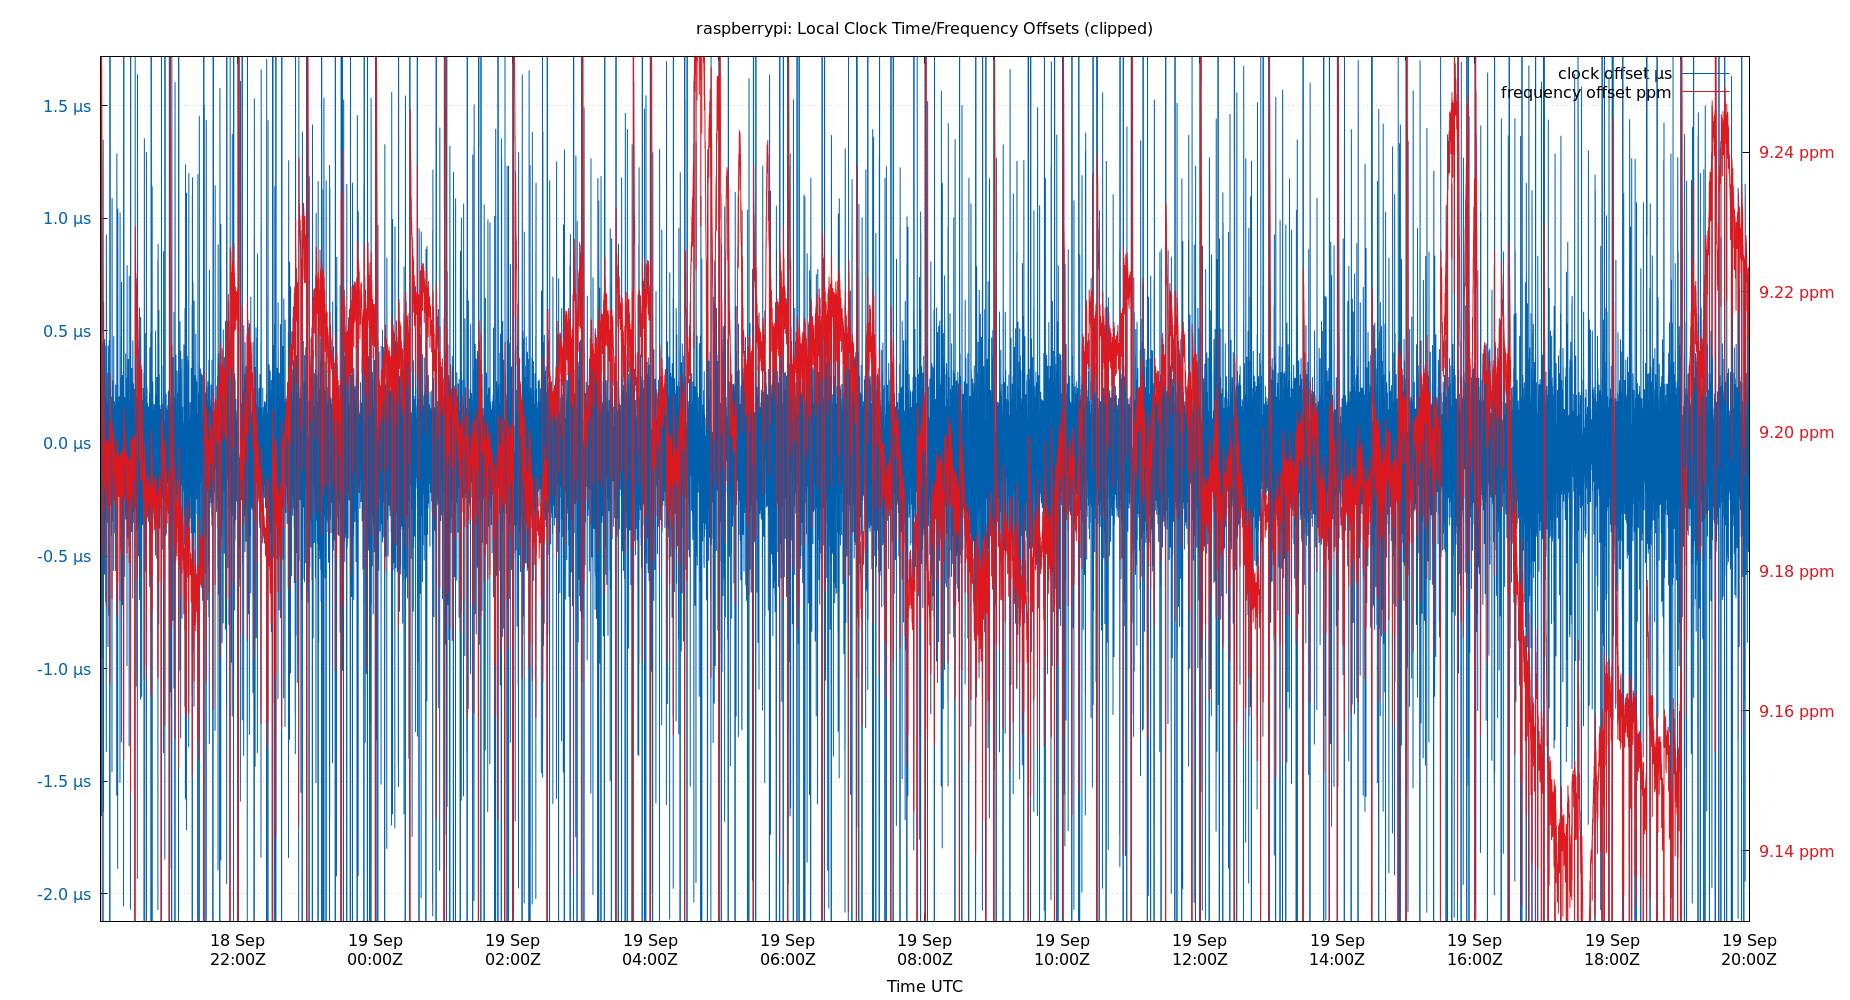 raspberrypi: Local Clock Time/Frequency Offsets (clipped)
clock offset µs
frequency offset ppm
1.5 µs
1.0 µs
0.5 µs
0.0 µs
-0.5 µs
-1.0 µs
-1.5 µs
-2.0 µs
9.24 ppm
9.22 ppm
9.20 ppm
9.18 ppm
9.16 ppm
9.14 ppm
18 Sep
22:00Z
19 Sep
00:00Z
19 Sep
02:00Z
19 Sep
04:00Z
19 Sep
06:00Z
19 Sep
08:00Z
19 Sep
10:00Z
19 Sep
12:00Z
19 Sep
14:00Z
19 Sep
16:00Z
19 Sep
18:00Z
19 Sep
20:00Z
Time UTC